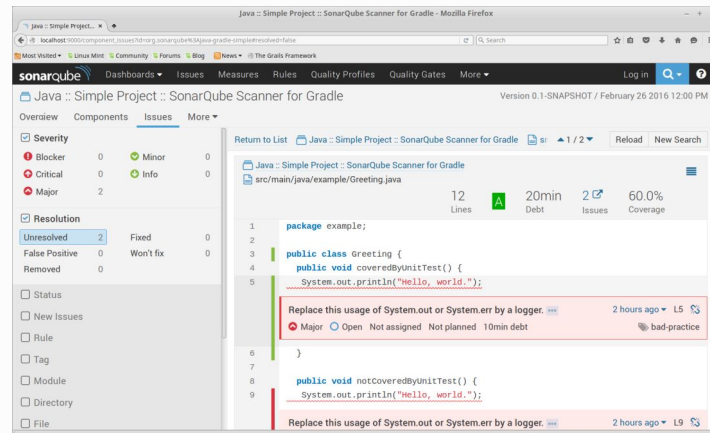 Java :: Simple Project :: SonarQube Scanner for Gradle - Mozilla Firefox
Java :: Simple Project...
localhost:9000/component_issues?id=org.sonarqube%3Ajava-gradle-simple#resolved=false
Search
Most Visited
Linux Mint
Community
Forums
Blog
News
The Grails Framework
sonarqube
Dashboards
Issues
Measures
Rules
Quality Profiles
Quality Gates
More
Log in
?
Java :: Simple Project :: SonarQube Scanner for Gradle
Version 0.1-SNAPSHOT / February 26 2016 12:00 PM
Overview
Components
Issues
More
Severity
Blocker 0 Minor 0
Critical 0 Info 0
Major 2
Resolution
Unresolved 2 Fixed 0
False Positive 0 Won't fix 0
Removed 0
Status
New Issues
Rule
Tag
Module
Directory
File
Return to List
Java :: Simple Project :: SonarQube Scanner for Gradle
1 / 2
Reload
New Search
Java :: Simple Project :: SonarQube Scanner for Gradle
src/main/java/example/Greeting.java
12 A 20min 2 60.0%
Lines Debt Issues Coverage
1 package example;
2
3 public class Greeting {
4 public void coveredByUnitTest() {
5 System.out.println("Hello, world.");
Replace this usage of System.out or System.err by a logger. 2 hours ago L5
Major Open Not assigned Not planned 10min debt bad-practice
6 }
7
8 public void notCoveredByUnitTest() {
9 System.out.println("Hello, world.");
Replace this usage of System.out or System.err by a logger. 2 hours ago L9